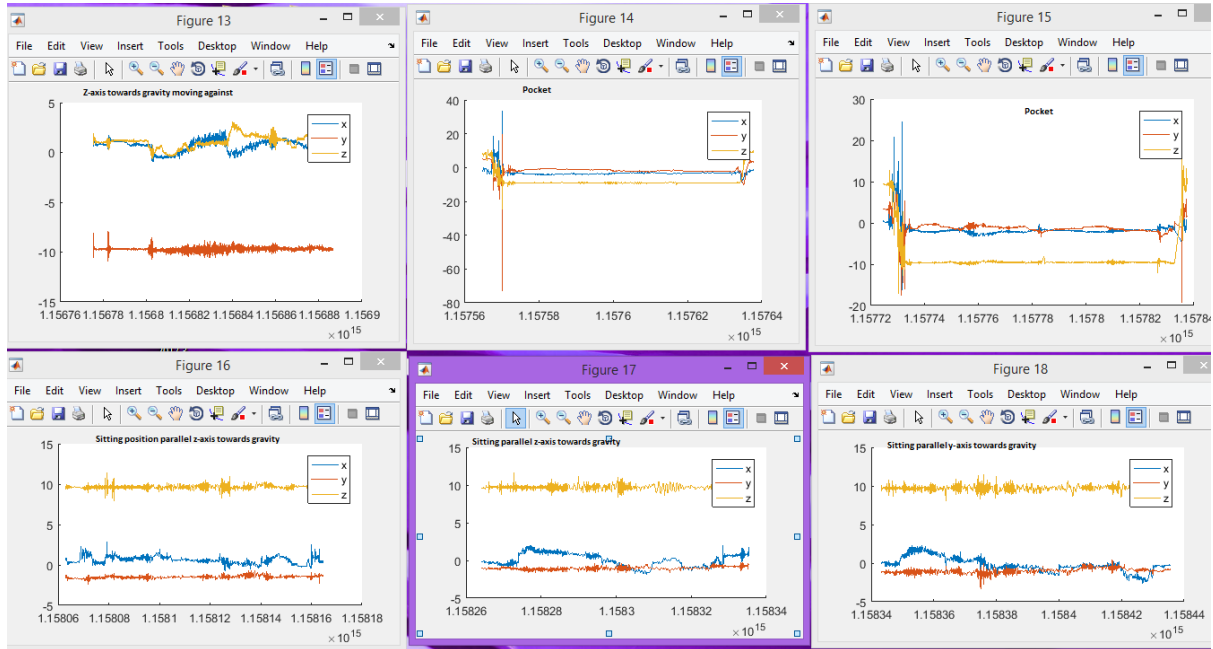 Figure 13
File Edit View Insert Tools Desktop Window Help
Z-axis towards gravity moving against
5
0
-5
-10
-15
x
y
z
1.15676 1.15678 1.1568 1.15682 1.15684 1.15686 1.15688 1.1569
×10^15
Figure 14
File Edit View Insert Tools Desktop Window Help
Pocket
40
20
0
-20
-40
-60
-80
x
y
z
1.15756 1.15758 1.1576 1.15762 1.15764
×10^15
Figure 15
File Edit View Insert Tools Desktop Window Help
Pocket
30
20
10
0
-10
-20
x
y
z
1.15772 1.15774 1.15776 1.15778 1.1578 1.15782 1.15784
×10^15
Figure 16
File Edit View Insert Tools Desktop Window Help
Sitting position parallel z-axis towards gravity
15
10
5
0
-5
x
y
z
1.15806 1.15808 1.1581 1.15812 1.15814 1.15816 1.15818
×10^15
Figure 17
File Edit View Insert Tools Desktop Window Help
Sitting parallel z-axis towards gravity
15
10
5
0
-5
x
y
z
1.15826 1.15828 1.1583 1.15832 1.15834
×10^15
Figure 18
File Edit View Insert Tools Desktop Window Help
Sitting parallel y-axis towards gravity
15
10
5
0
-5
x
y
z
1.15834 1.15836 1.15838 1.1584 1.15842 1.15844
×10^15